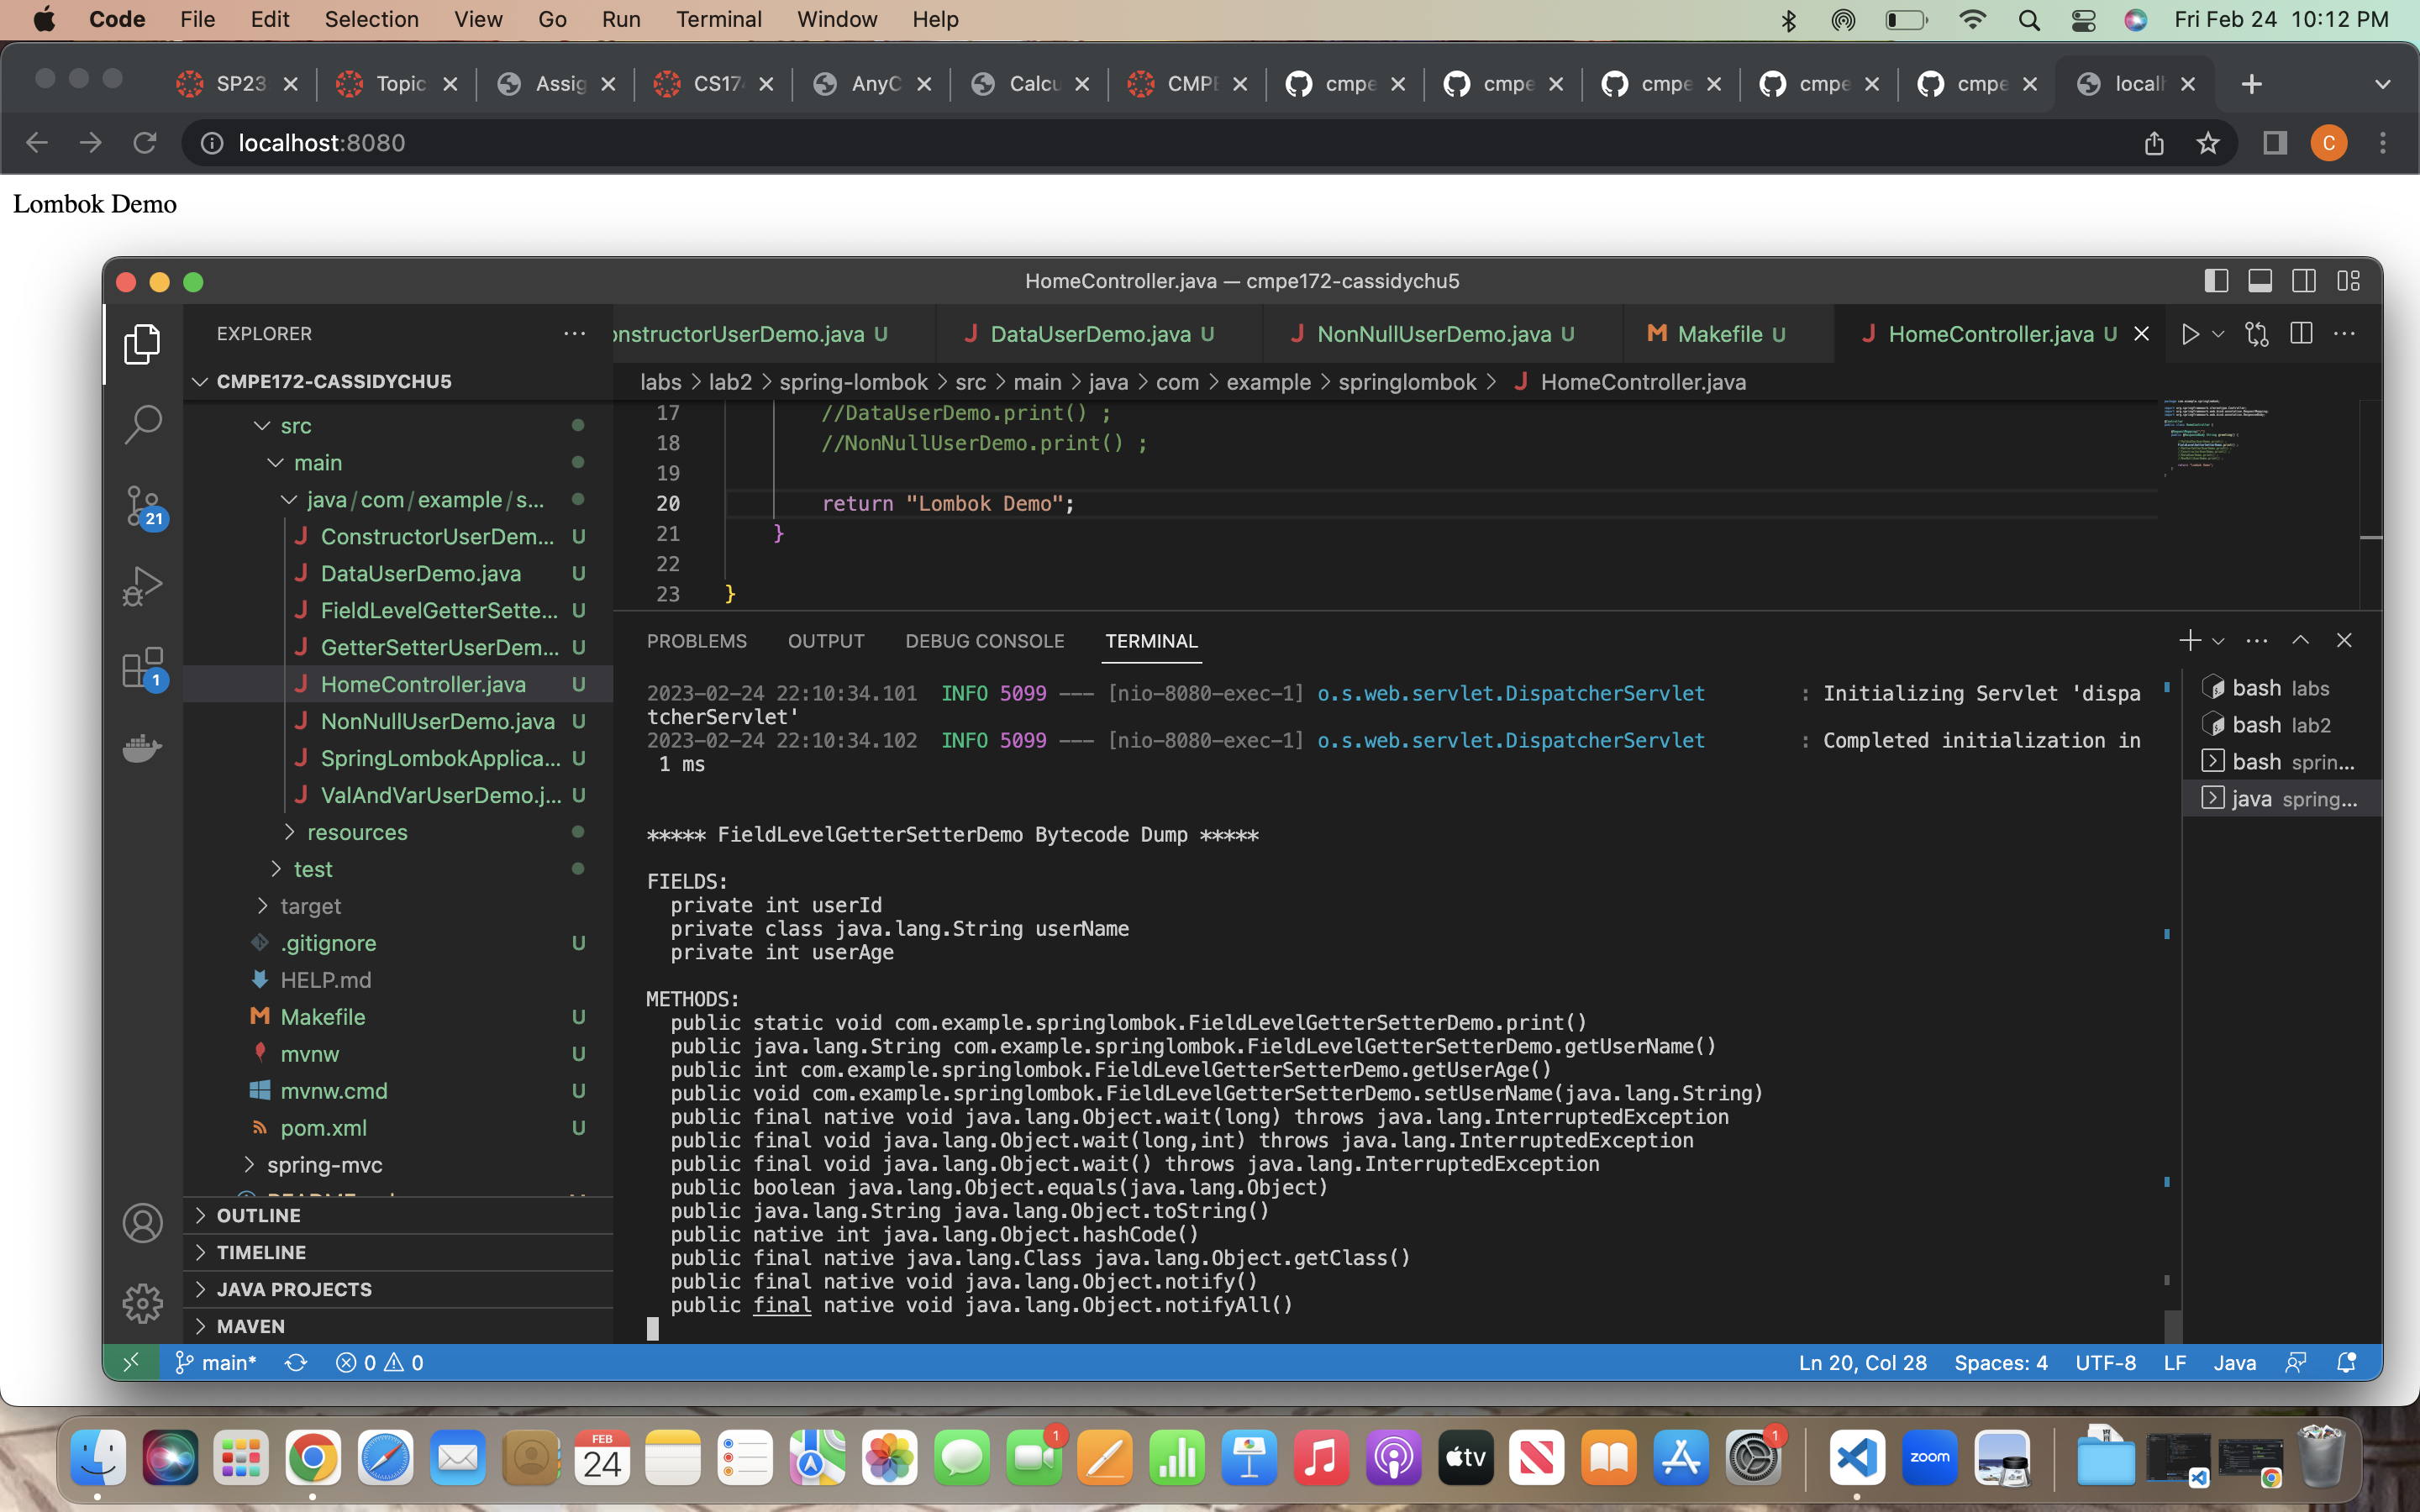 Code File Edit Selection View Go Run Terminal Window Help Fri Feb 24 10:12 PM
SP23 Topic Assig CS174 AnyC Calcu CMPE cmpe cmpe cmpe cmpe cmpe local
localhost:8080 C
Lombok Demo
HomeController.java — cmpe172-cassidychu5
EXPLORER
onstructorUserDemo.java U DataUserDemo.java U NonNullUserDemo.java U Makefile U HomeController.java U
CMPE172-CASSIDYCHU5
labs > lab2 > spring-lombok > src > main > java > com > example > springlombok > HomeController.java
src
main
java/com/example/s...
ConstructorUserDem... U
DataUserDemo.java U
FieldLevelGetterSette... U
GetterSetterUserDem... U
HomeController.java U
NonNullUserDemo.java U
SpringLombokApplica... U
ValAndVarUserDemo.j... U
resources
test
target
.gitignore U
HELP.md
Makefile U
mvnw U
mvnw.cmd U
pom.xml U
spring-mvc
OUTLINE
TIMELINE
JAVA PROJECTS
MAVEN
21
1
17 //DataUserDemo.print() ;
18 //NonNullUserDemo.print() ;
19
20 return "Lombok Demo";
21 }
22
23 }
PROBLEMS OUTPUT DEBUG CONSOLE TERMINAL
2023-02-24 22:10:34.101 INFO 5099 --- [nio-8080-exec-1] o.s.web.servlet.DispatcherServlet : Initializing Servlet 'dispa
tcherServlet'
2023-02-24 22:10:34.102 INFO 5099 --- [nio-8080-exec-1] o.s.web.servlet.DispatcherServlet : Completed initialization in
1 ms
***** FieldLevelGetterSetterDemo Bytecode Dump *****
FIELDS:
private int userId
private class java.lang.String userName
private int userAge
METHODS:
public static void com.example.springlombok.FieldLevelGetterSetterDemo.print()
public java.lang.String com.example.springlombok.FieldLevelGetterSetterDemo.getUserName()
public int com.example.springlombok.FieldLevelGetterSetterDemo.getUserAge()
public void com.example.springlombok.FieldLevelGetterSetterDemo.setUserName(java.lang.String)
public final native void java.lang.Object.wait(long) throws java.lang.InterruptedException
public final void java.lang.Object.wait(long,int) throws java.lang.InterruptedException
public final void java.lang.Object.wait() throws java.lang.InterruptedException
public boolean java.lang.Object.equals(java.lang.Object)
public java.lang.String java.lang.Object.toString()
public native int java.lang.Object.hashCode()
public final native java.lang.Class java.lang.Object.getClass()
public final native void java.lang.Object.notify()
public final native void java.lang.Object.notifyAll()
bash labs
bash lab2
bash sprin...
java spring...
main* 0 0 Ln 20, Col 28 Spaces: 4 UTF-8 LF Java
FEB
24
1
tv
1
zoom